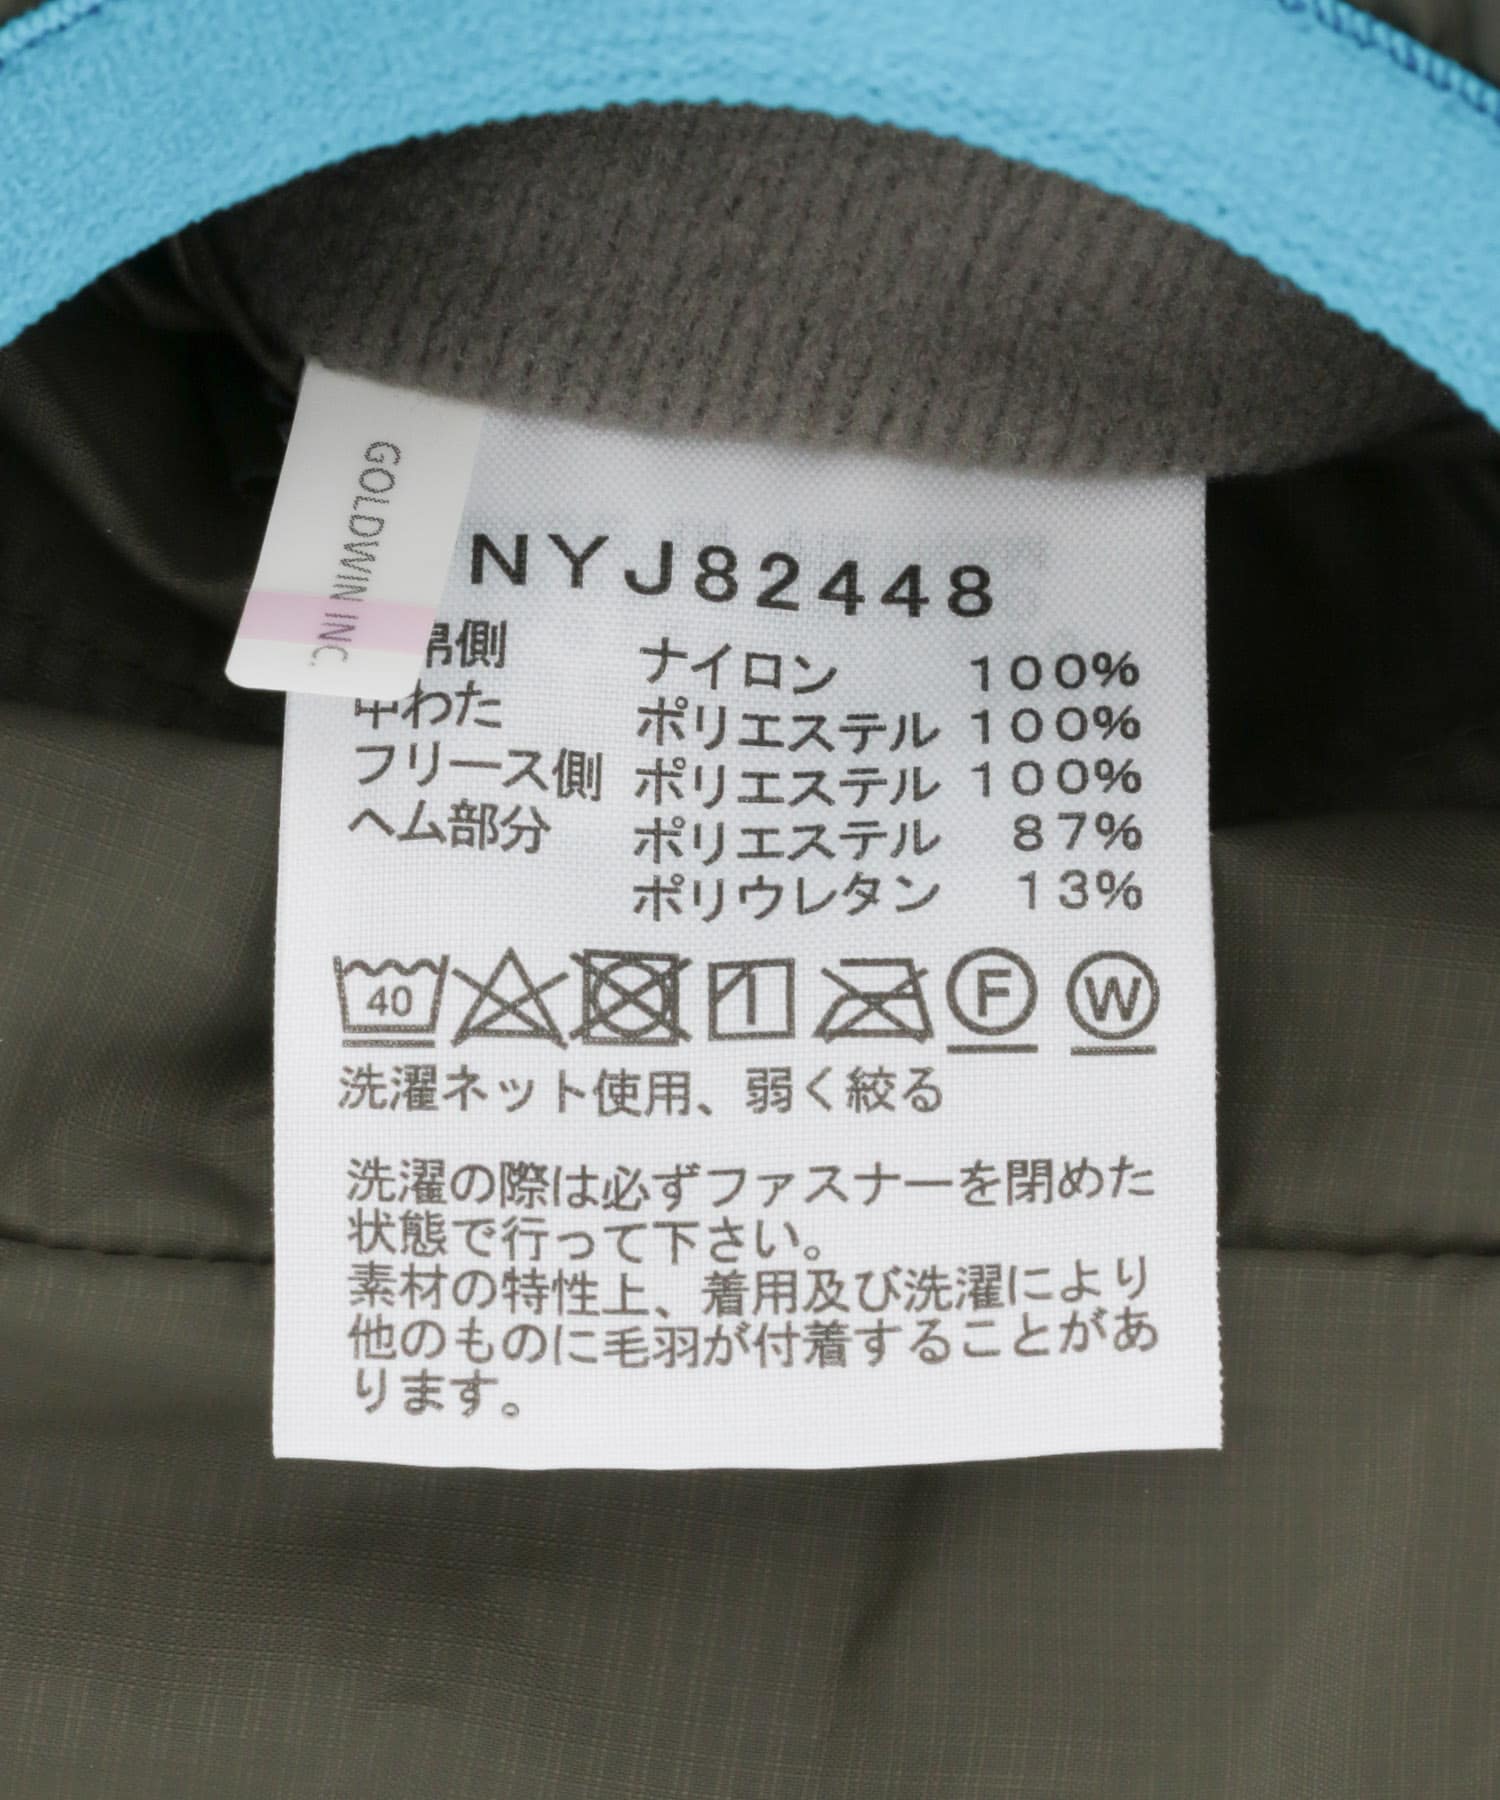 GOLDWIN INC.
NYJ82448
側 ナイロン 100%
中わた ポリエステル 100%
フリース側 ポリエステル 100%
ヘム部分 ポリエステル 87%
ポリウレタン 13%
40 F W
洗濯ネット使用、弱く絞る
洗濯の際は必ずファスナーを閉めた
状態で行って下さい。
素材の特性上、着用及び洗濯により
他のものに毛羽が付着することがあ
ります。